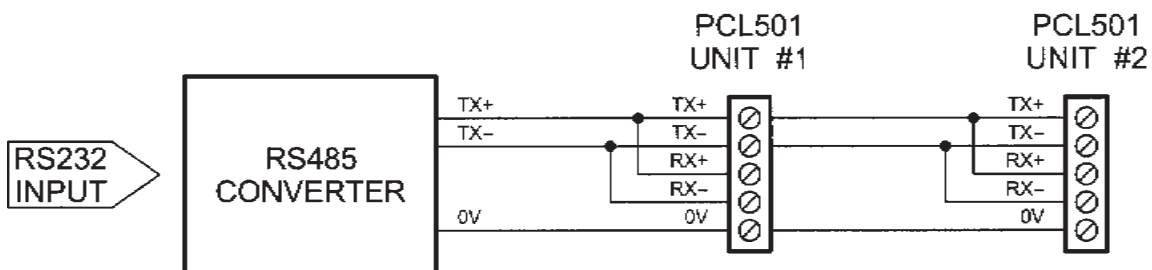 PCL501
UNIT #1
PCL501
UNIT #2
RS232
INPUT
RS485
CONVERTER
TX+
TX–
0V
TX+
TX–
RX+
RX–
0V
TX+
TX–
RX+
RX–
0V